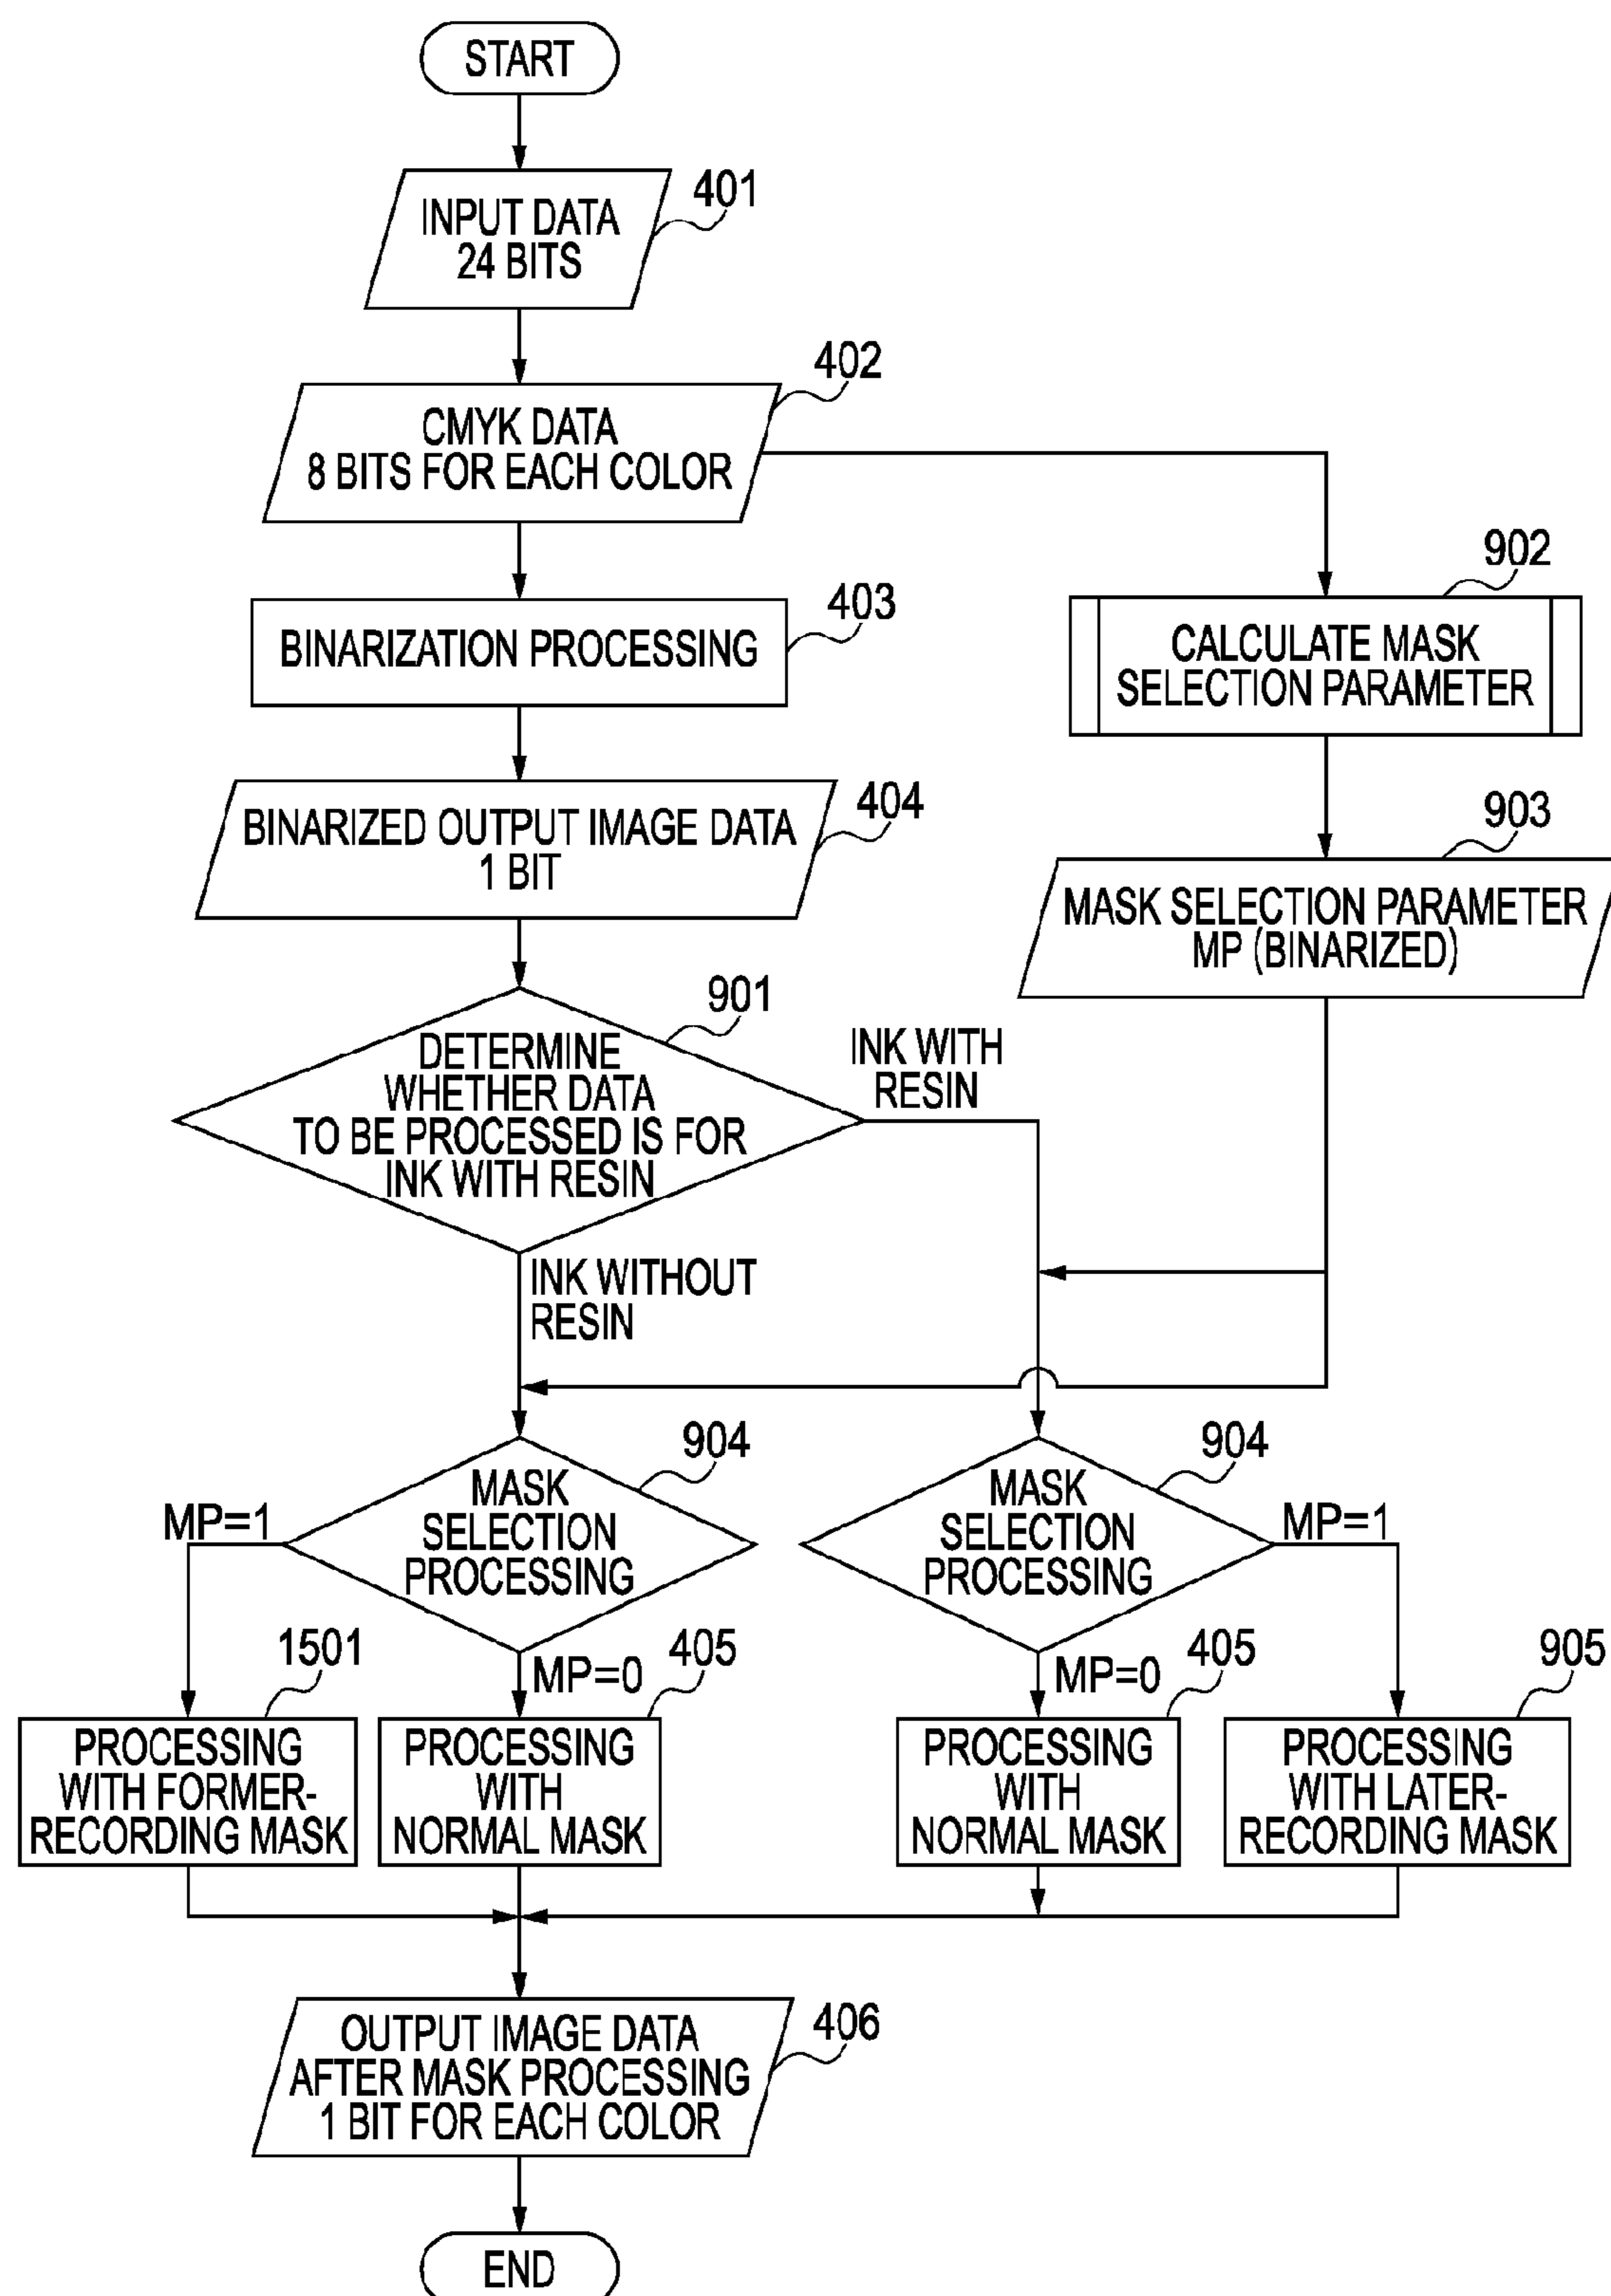 START
401
INPUT DATA
24 BITS
402
CMYK DATA
8 BITS FOR EACH COLOR
902
403
BINARIZATION PROCESSING
CALCULATE MASK
SELECTION PARAMETER
404
BINARIZED OUTPUT IMAGE DATA
1 BIT
903
MASK SELECTION PARAMETER
MP (BINARIZED)
901
DETERMINE
WHETHER DATA
TO BE PROCESSED IS FOR
INK WITH RESIN
INK WITH
RESIN
INK WITHOUT
RESIN
904
MASK
SELECTION
PROCESSING
904
MASK
SELECTION
PROCESSING
MP=1
MP=0
MP=0
MP=1
1501
PROCESSING
WITH FORMER-
RECORDING MASK
405
PROCESSING
WITH
NORMAL MASK
405
PROCESSING
WITH
NORMAL MASK
905
PROCESSING
WITH LATER-
RECORDING MASK
406
OUTPUT IMAGE DATA
AFTER MASK PROCESSING
1 BIT FOR EACH COLOR
END